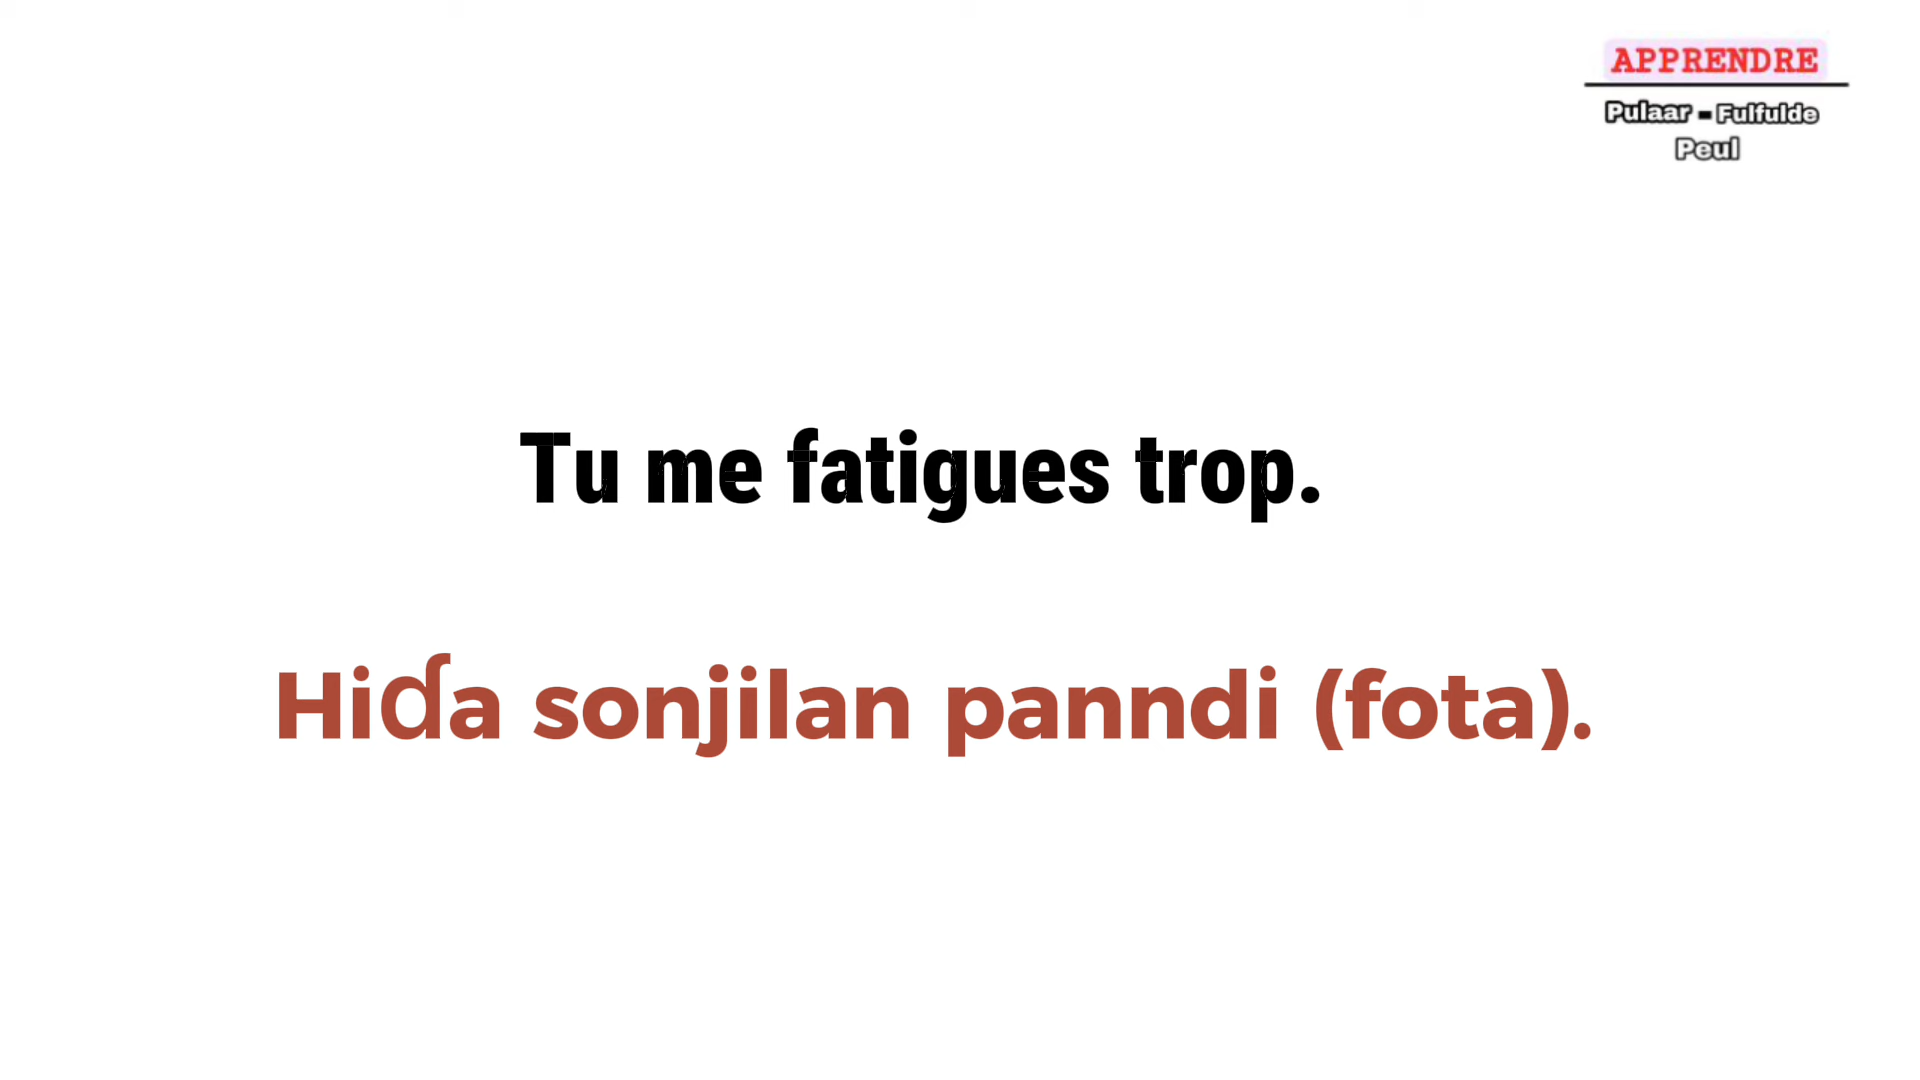 APPRENDRE
Pulaar - Fulfulde
Peul
Tu me fatigues trop.
Hiɗa sonjilan panndi (fota).